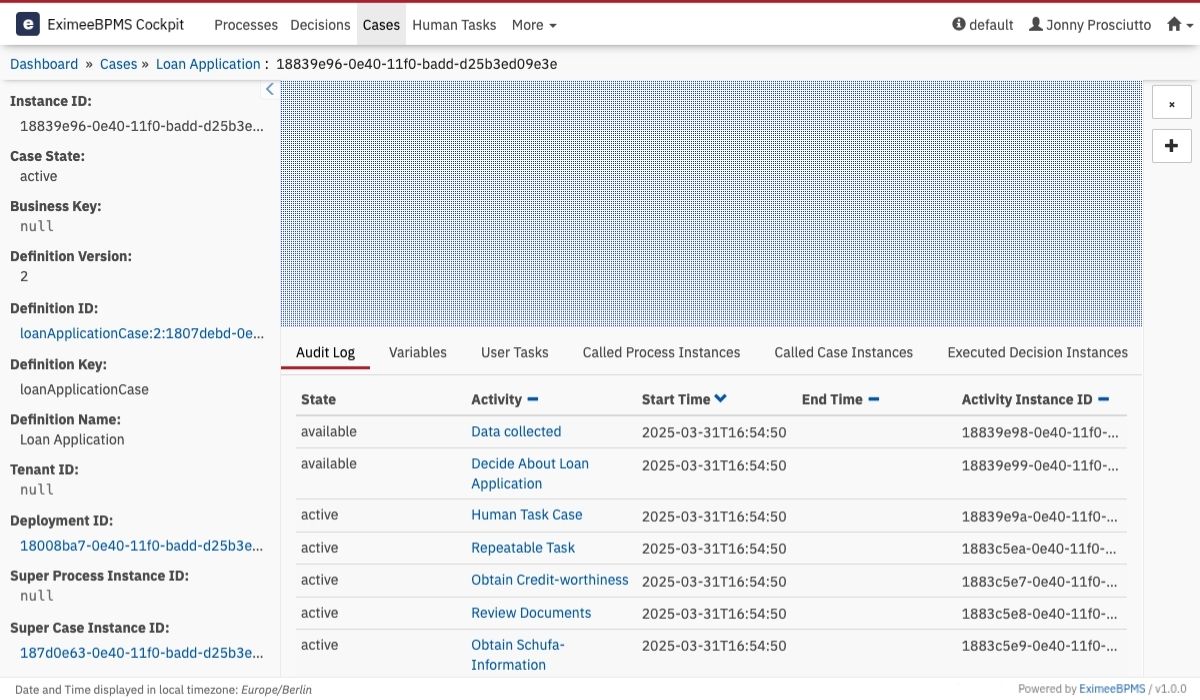 e EximeeBPMS Cockpit Processes Decisions Cases Human Tasks More default Jonny Prosciutto
Dashboard » Cases » Loan Application : 18839e96-0e40-11f0-badd-d25b3ed09e3e
Instance ID:
18839e96-0e40-11f0-badd-d25b3e...
Case State:
active
Business Key:
null
Definition Version:
2
Definition ID:
loanApplicationCase:2:1807debd-0e...
Definition Key:
loanApplicationCase
Definition Name:
Loan Application
Tenant ID:
null
Deployment ID:
18008ba7-0e40-11f0-badd-d25b3e...
Super Process Instance ID:
null
Super Case Instance ID:
187d0e63-0e40-11f0-badd-d25b3e...
Audit Log Variables User Tasks Called Process Instances Called Case Instances Executed Decision Instances
State Activity Start Time End Time Activity Instance ID
available Data collected 2025-03-31T16:54:50 18839e98-0e40-11f0-...
available Decide About Loan 2025-03-31T16:54:50 18839e99-0e40-11f0-...
Application
active Human Task Case 2025-03-31T16:54:50 18839e9a-0e40-11f0-...
active Repeatable Task 2025-03-31T16:54:50 1883c5ea-0e40-11f0-...
active Obtain Credit-worthiness 2025-03-31T16:54:50 1883c5e7-0e40-11f0-...
active Review Documents 2025-03-31T16:54:50 1883c5e8-0e40-11f0-...
active Obtain Schufa- 2025-03-31T16:54:50 1883c5e9-0e40-11f0-...
Information
Date and Time displayed in local timezone: Europe/Berlin Powered by EximeeBPMS / v1.0.0